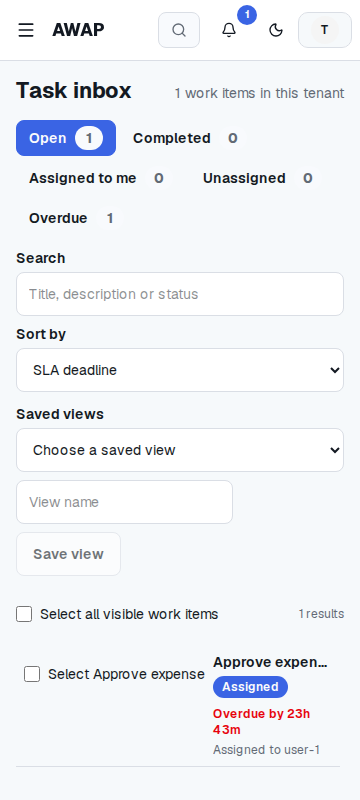 AWAP
1
T
Task inbox
1 work items in this tenant
Open 1
Completed 0
Assigned to me 0
Unassigned 0
Overdue 1
Search
Title, description or status
Sort by
SLA deadline
Saved views
Choose a saved view
View name
Save view
Select all visible work items
1 results
Select Approve expense
Approve expen...
Assigned
Overdue by 23h
43m
Assigned to user-1